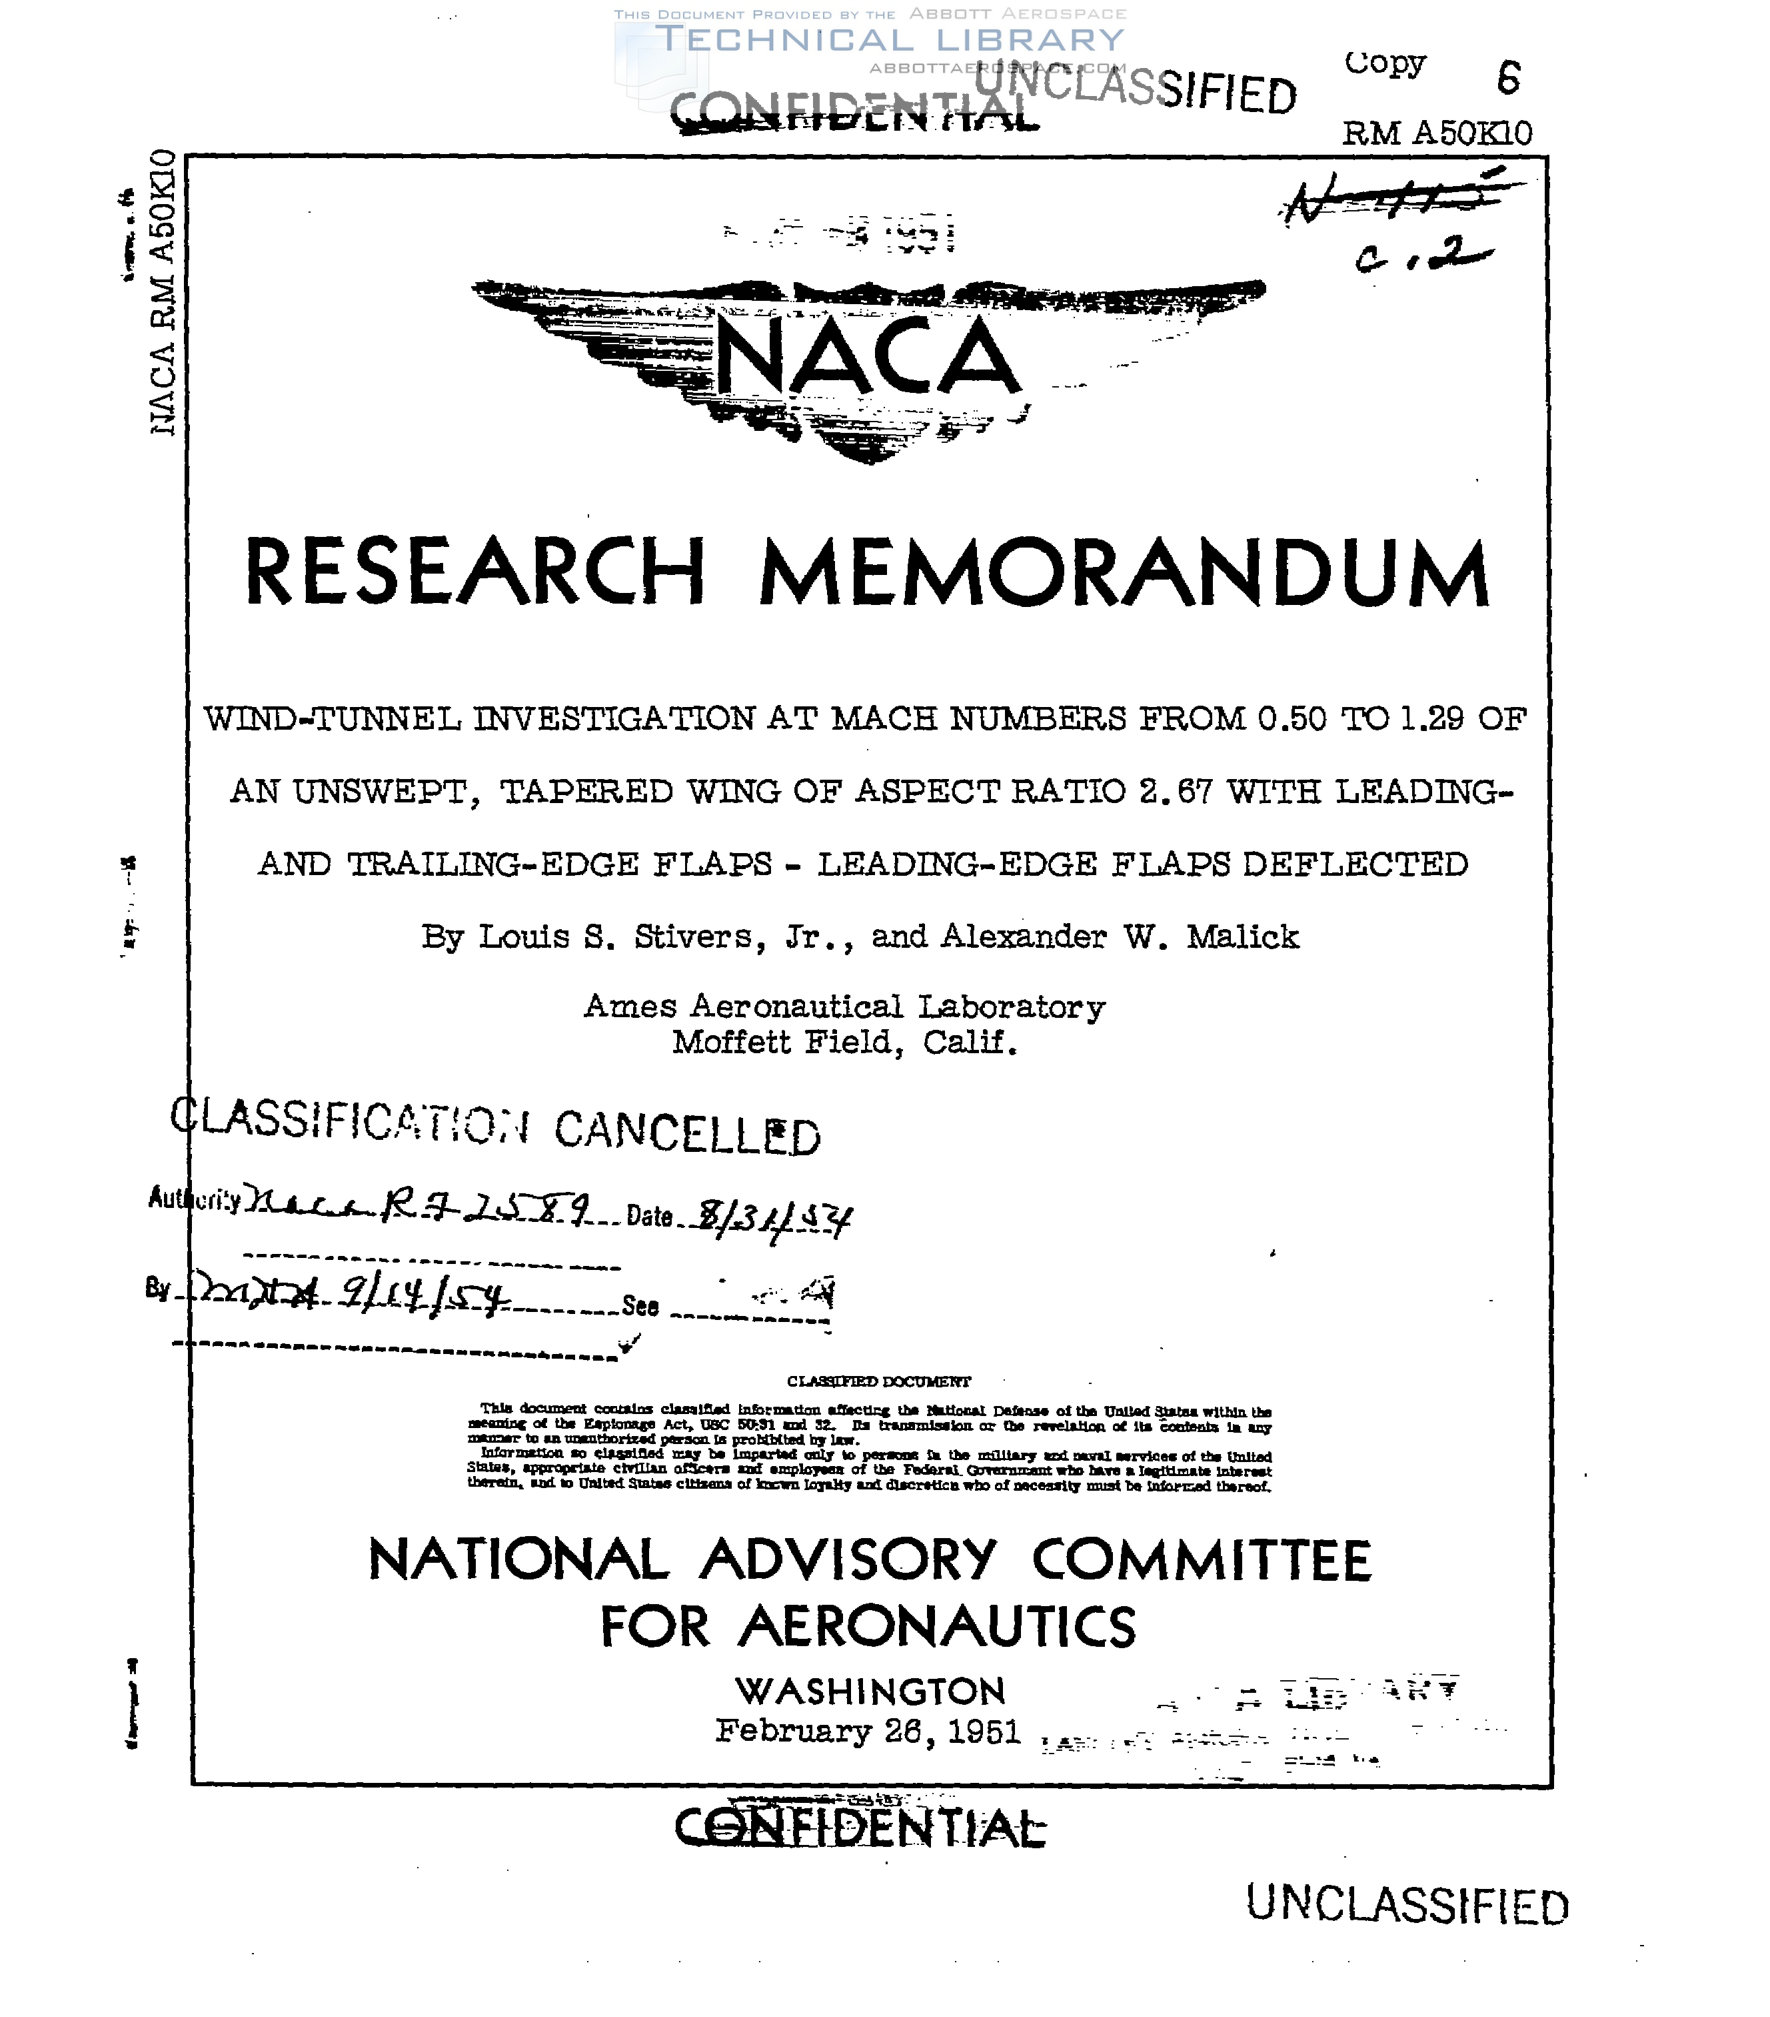 THIS DOCUMENT PROVIDED BY THE ABBOTT AEROSPACE
TECHNICAL LIBRARY
ABBOTTAEROSPACE.COM
UNCLASSIFIED
CONFIDENTIAL
Copy 6
RM A50K10
NACA RM A50K10
1951
c.2
NACA
RESEARCH MEMORANDUM
WIND-TUNNEL INVESTIGATION AT MACH NUMBERS FROM 0.50 TO 1.29 OF
AN UNSWEPT, TAPERED WING OF ASPECT RATIO 2.67 WITH LEADING-
AND TRAILING-EDGE FLAPS - LEADING-EDGE FLAPS DEFLECTED
By Louis S. Stivers, Jr., and Alexander W. Malick
Ames Aeronautical Laboratory
Moffett Field, Calif.
CLASSIFICATION CANCELLED
Authority Naca R7 2589 Date 8/31/54
By 9/14/54 See
CLASSIFIED DOCUMENT
This document contains classified information affecting the National Defense of the United States within the
meaning of the Espionage Act, USC 50:31 and 32. Its transmission or the revelation of its contents in any
manner to an unauthorized person is prohibited by law.
Information so classified may be imparted only to persons in the military and naval services of the United
States, appropriate civilian officers and employees of the Federal Government who have a legitimate interest
therein, and to United States citizens of known loyalty and discretion who of necessity must be informed thereof.
NATIONAL ADVISORY COMMITTEE
FOR AERONAUTICS
WASHINGTON
February 26, 1951
CONFIDENTIAL
UNCLASSIFIED